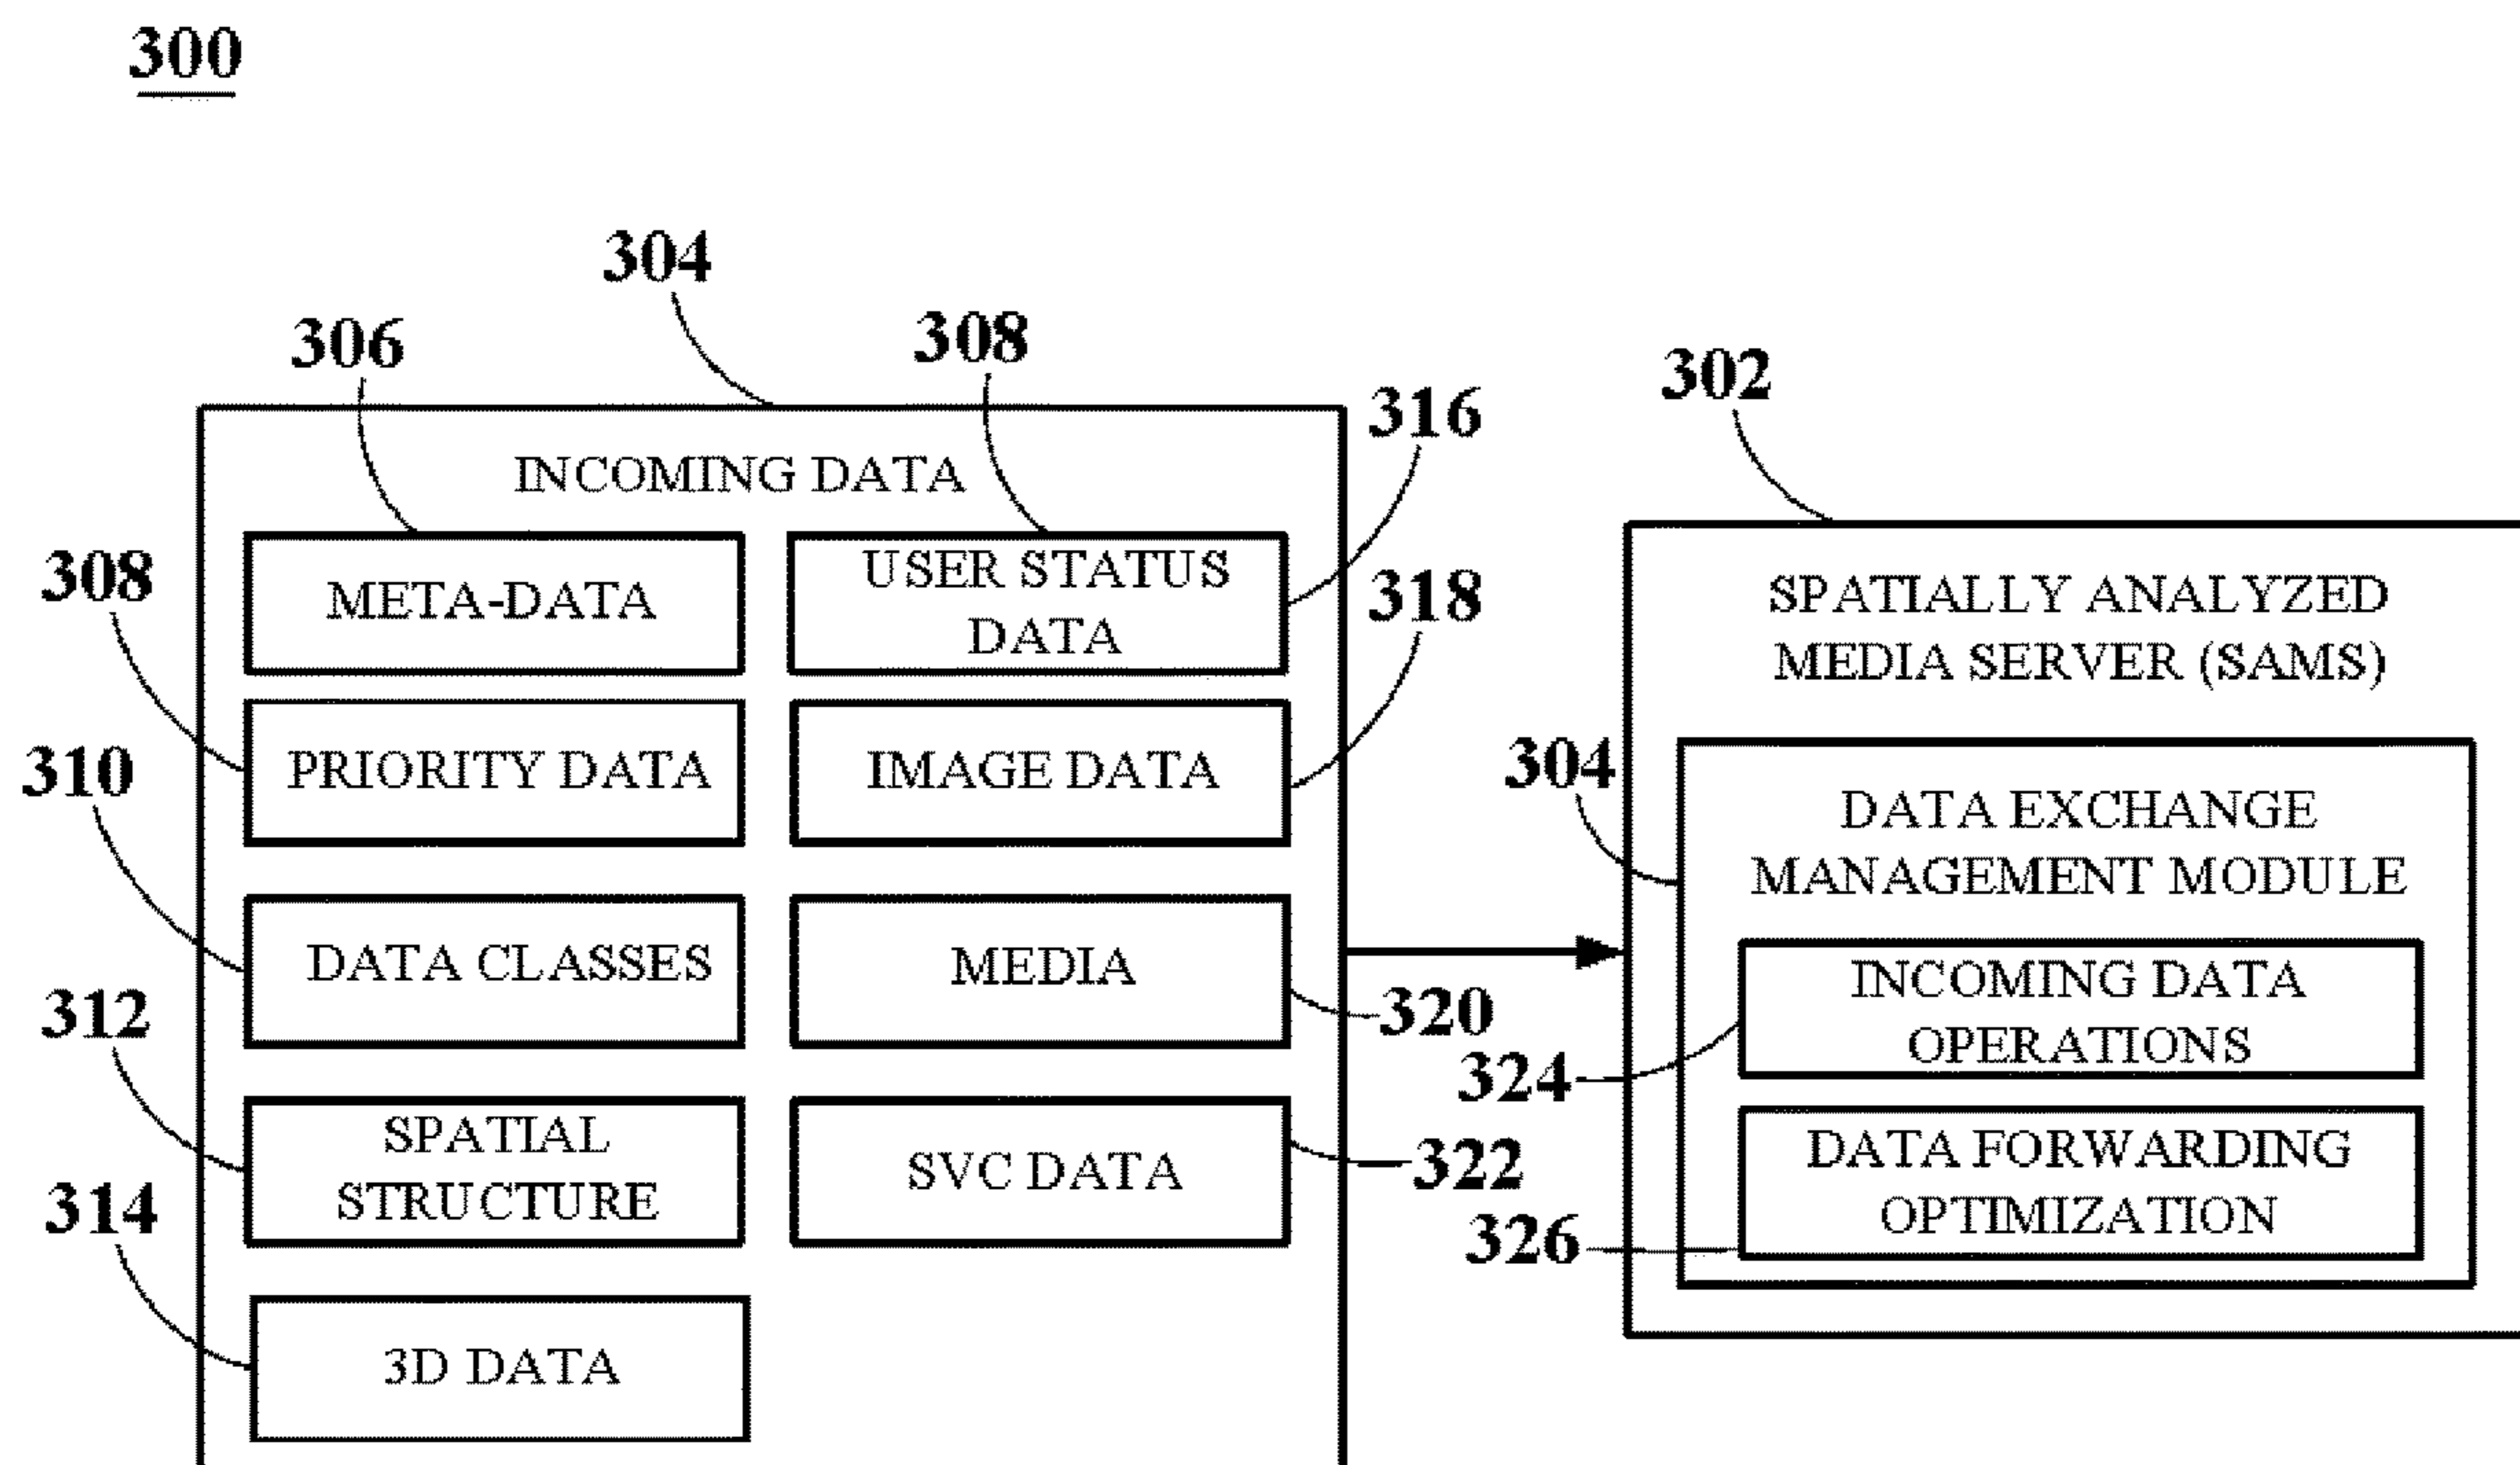 300
304
306
308
316
302
INCOMING DATA
308
META-DATA
USER STATUS
DATA
318
SPATIALLY ANALYZED
MEDIA SERVER (SAMS)
310
PRIORITY DATA
IMAGE DATA
304
DATA EXCHANGE
MANAGEMENT MODULE
DATA CLASSES
MEDIA
INCOMING DATA
OPERATIONS
312
320
324
SPATIAL
STRUCTURE
SVC DATA
322
DATA FORWARDING
OPTIMIZATION
314
326
3D DATA